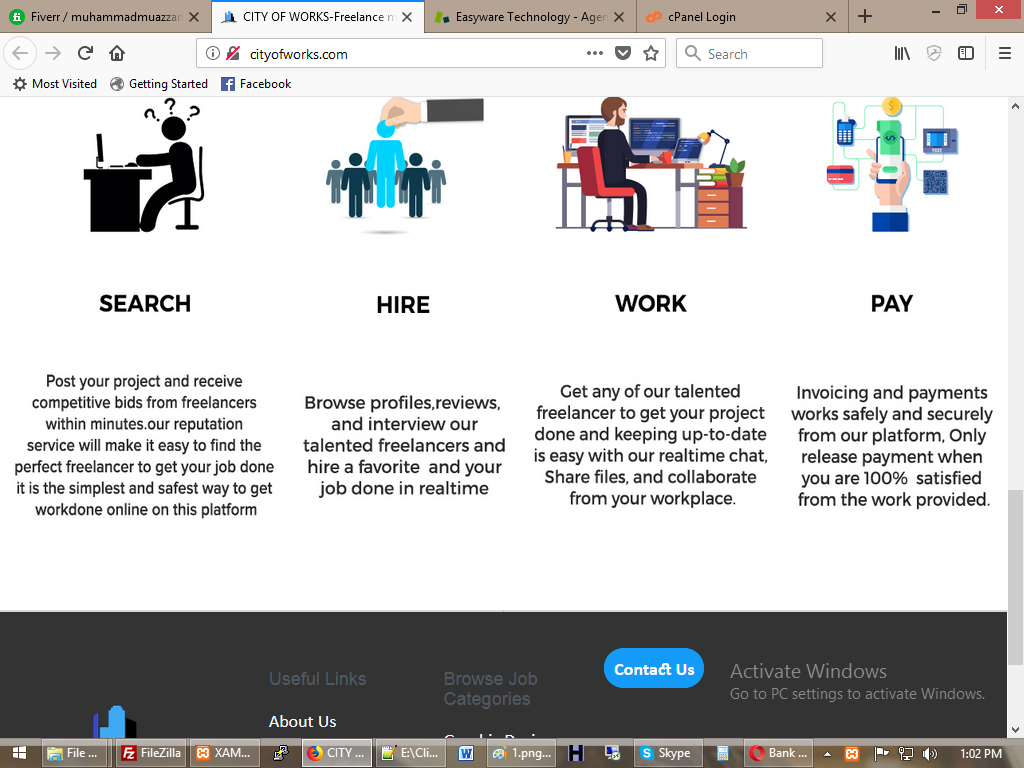 Fiverr / muhammadmuazzan
CITY OF WORKS-Freelance m
Easyware Technology - Agen
cPanel Login
cityofworks.com
Search
Most Visited
Getting Started
Facebook
SEARCH
HIRE
WORK
PAY
Post your project and receive
competitive bids from freelancers
within minutes.our reputation
service will make it easy to find the
perfect freelancer to get your job done
it is the simplest and safest way to get
workdone online on this platform
Browse profiles,reviews,
and interview our
talented freelancers and
hire a favorite and your
job done in realtime
Get any of our talented
freelancer to get your project
done and keeping up-to-date
is easy with our realtime chat,
Share files, and collaborate
from your workplace.
Invoicing and payments
works safely and securely
from our platform, Only
release payment when
you are 100% satisfied
from the work provided.
Useful Links
About Us
Browse Job
Categories
Contact Us
Activate Windows
Go to PC settings to activate Windows.
File ...
FileZilla
XAM...
CITY ...
E:\Cli...
1.png...
Skype
Bank ...
1:02 PM